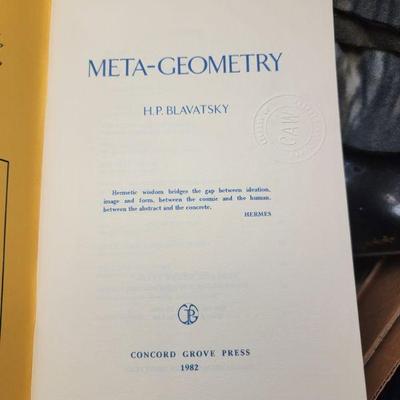 META-GEOMETRY
H.P. BLAVATSKY
CAW
Hermetic wisdom bridges the gap between ideation,
image and form, between the cosmic and the human,
between the abstract and the concrete,
HERMES
CONCORD GROVE PRESS
1982